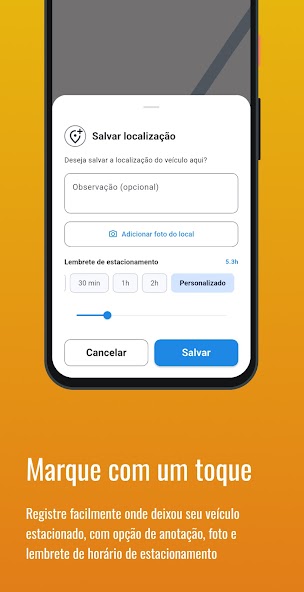 Salvar localização
Deseja salvar a localização do veículo aqui?
Observação (opcional)
Adicionar foto do local
Lembrete de estacionamento 5.3h
30 min 1h 2h Personalizado
Cancelar Salvar
Marque com um toque
Registre facilmente onde deixou seu veículo
estacionado, com opção de anotação, foto e
lembrete de horário de estacionamento